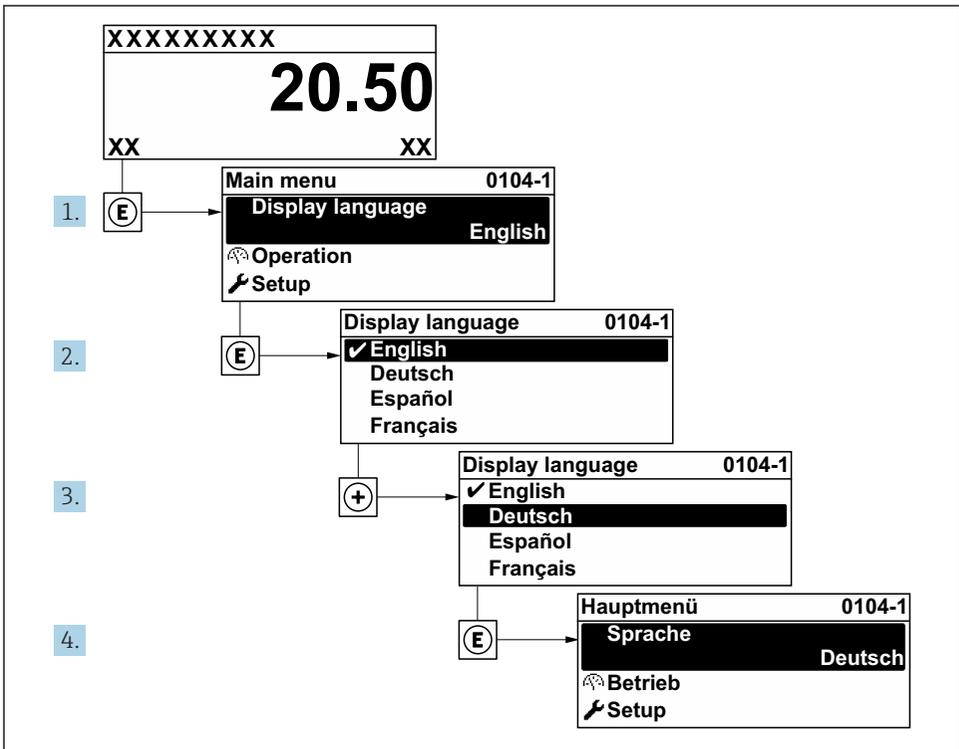 XXXXXXXXX
20.50
XX XX
1.
E
Main menu 0104-1
Display language
English
Operation
Setup
2.
E
Display language 0104-1
✔ English
Deutsch
Español
Français
3.
+
Display language 0104-1
✔ English
Deutsch
Español
Français
4.
E
Hauptmenü 0104-1
Sprache
Deutsch
Betrieb
Setup